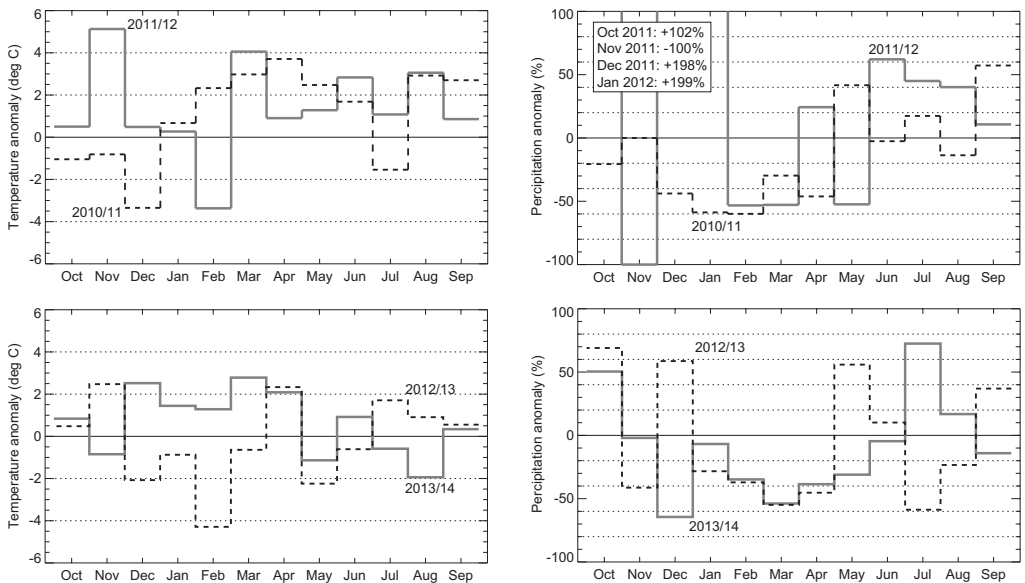 Temperature anomaly (deg C)
6
4
2
0
-2
-4
-6
2011/12
2010/11
Oct Nov Dec Jan Feb Mar Apr May Jun Jul Aug Sep
Percipitation anomaly (%)
100
50
0
-50
-100
Oct 2011: +102%
Nov 2011: -100%
Dec 2011: +198%
Jan 2012: +199%
2011/12
2010/11
Oct Nov Dec Jan Feb Mar Apr May Jun Jul Aug Sep
Temperature anomaly (deg C)
6
4
2
0
-2
-4
-6
2012/13
2013/14
Oct Nov Dec Jan Feb Mar Apr May Jun Jul Aug Sep
Percipitation anomaly (%)
100
50
0
-50
-100
2012/13
2013/14
Oct Nov Dec Jan Feb Mar Apr May Jun Jul Aug Sep